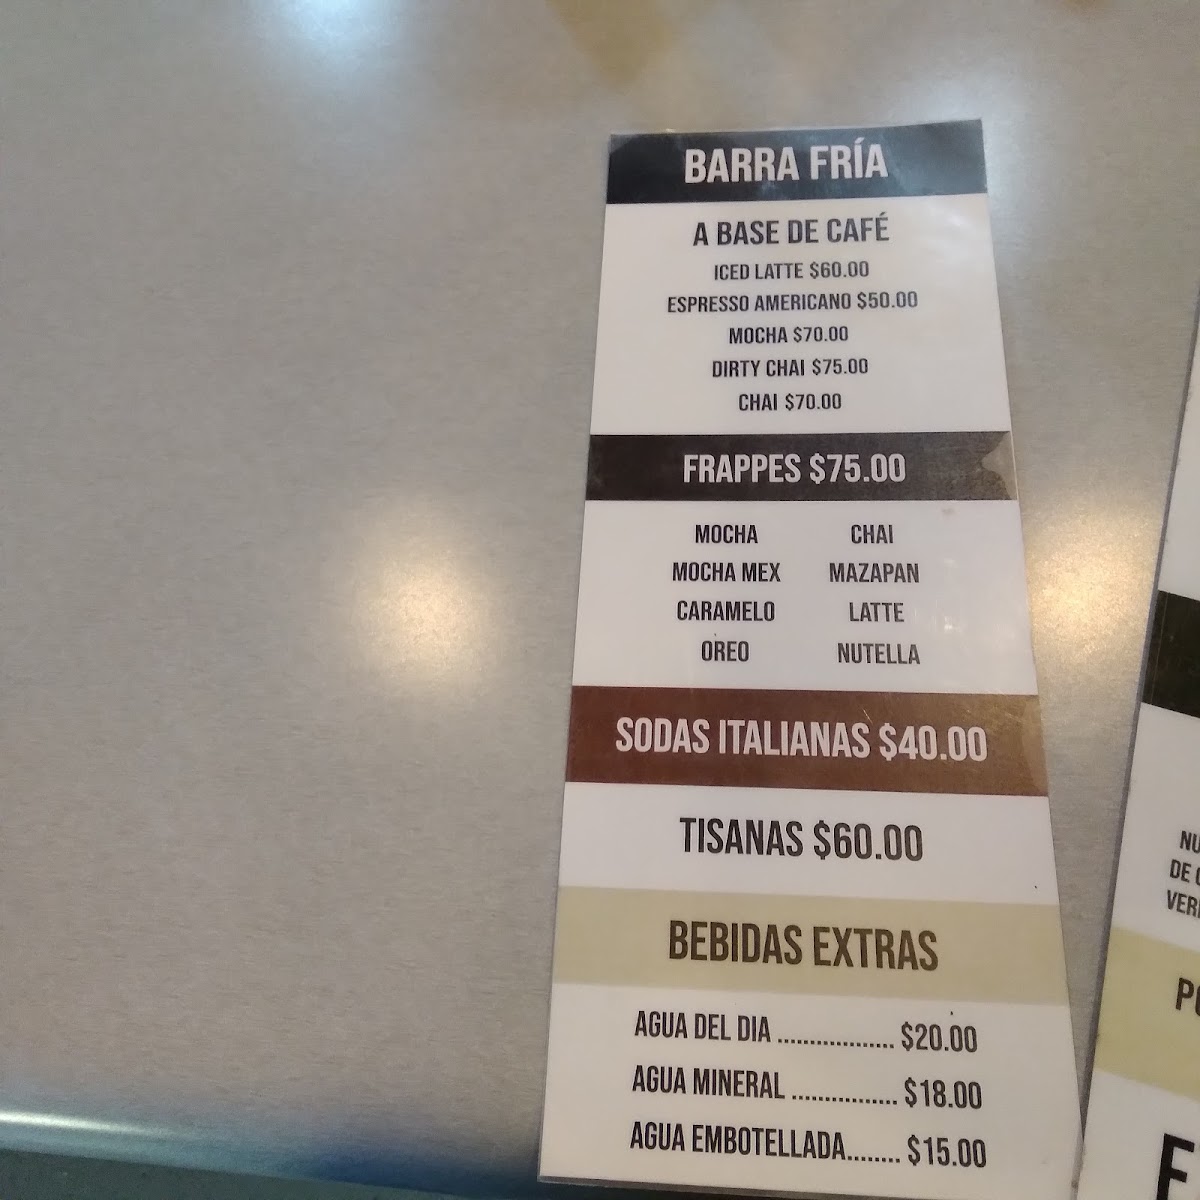 BARRA FRÍA
A BASE DE CAFÉ
ICED LATTE $60.00
ESPRESSO AMERICANO $50.00
MOCHA $70.00
DIRTY CHAI $75.00
CHAI $70.00
FRAPPES $75.00
MOCHA CHAI
MOCHA MEX MAZAPAN
CARAMELO LATTE
OREO NUTELLA
SODAS ITALIANAS $40.00
TISANAS $60.00
BEBIDAS EXTRAS
AGUA DEL DIA .................. $20.00
AGUA MINERAL ................ $18.00
AGUA EMBOTELLADA........ $15.00